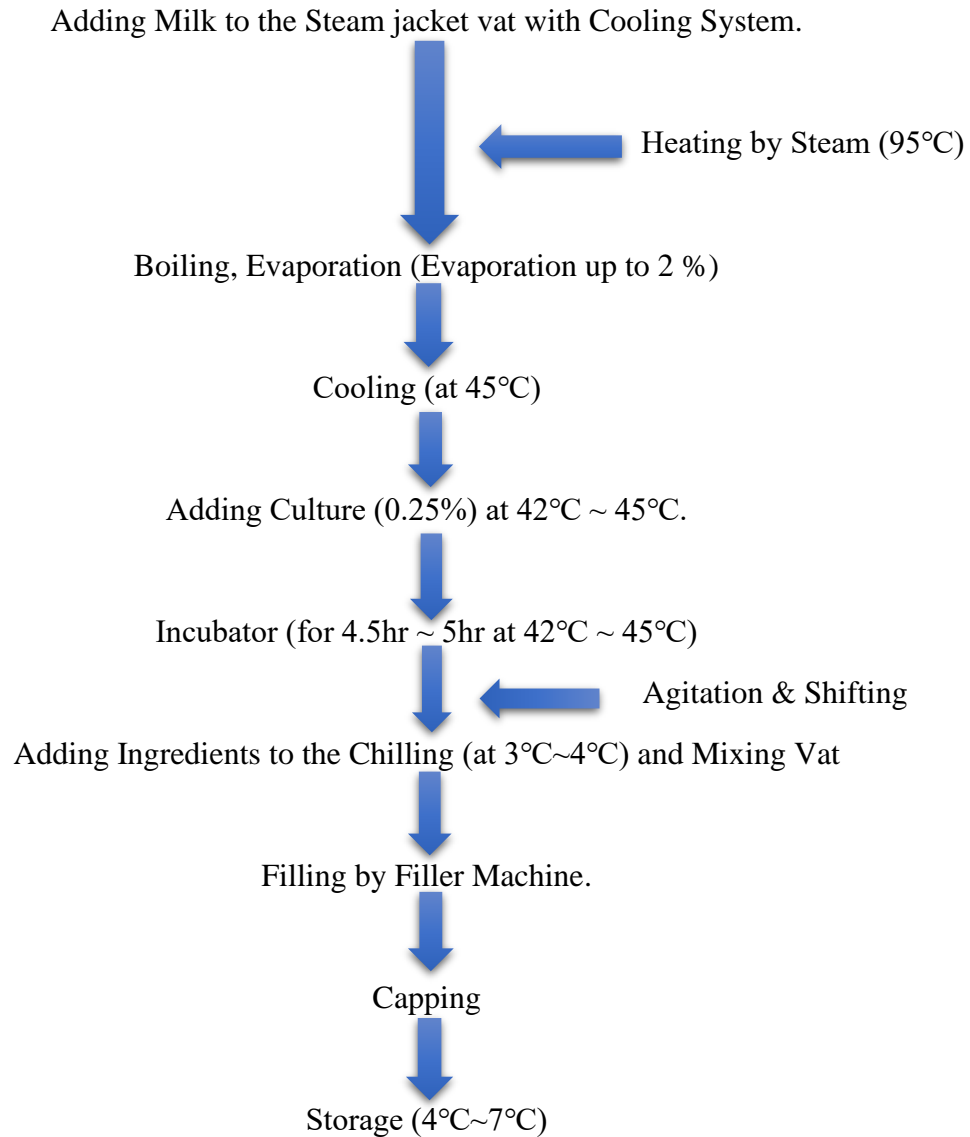 Adding Milk to the Steam jacket vat with Cooling System.
Heating by Steam (95℃)
Boiling, Evaporation (Evaporation up to 2 %)
Cooling (at 45℃)
Adding Culture (0.25%) at 42℃ ~ 45℃.
Incubator (for 4.5hr ~ 5hr at 42℃ ~ 45℃)
Agitation & Shifting
Adding Ingredients to the Chilling (at 3℃~4℃) and Mixing Vat
Filling by Filler Machine.
Capping
Storage (4℃~7℃)